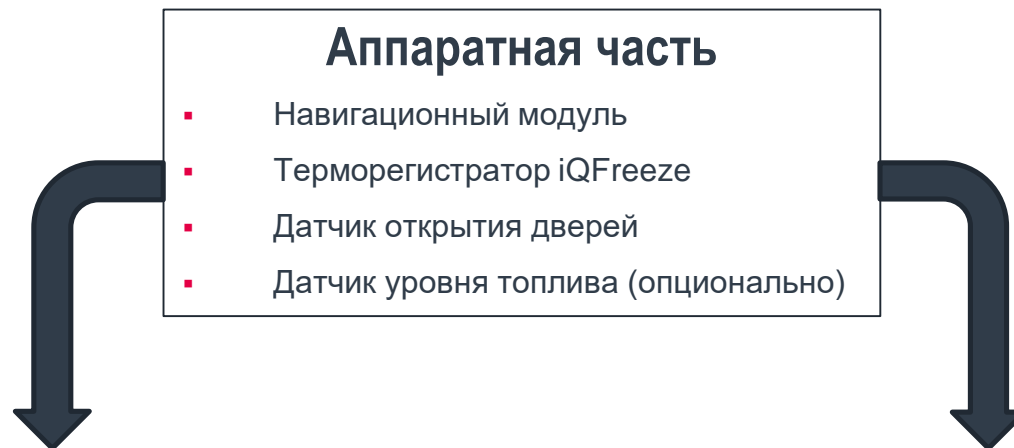 Аппаратная часть
Навигационный модуль
Терморегистратор iQFreeze
Датчик открытия дверей
Датчик уровня топлива (опционально)